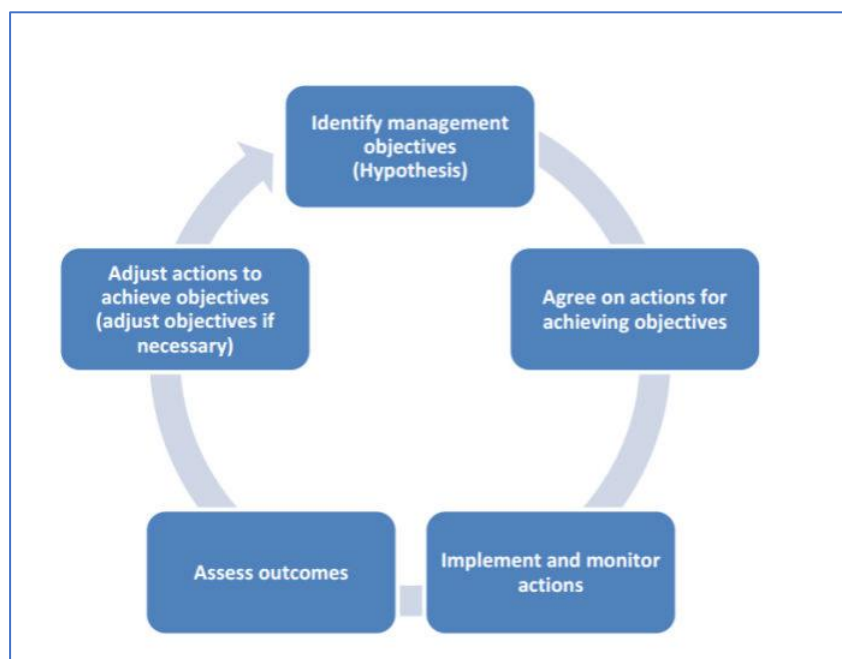 Identify management
objectives
(Hypothesis)
Agree on actions for
achieving objectives
Implement and monitor
actions
Assess outcomes
Adjust actions to
achieve objectives
(adjust objectives if
necessary)